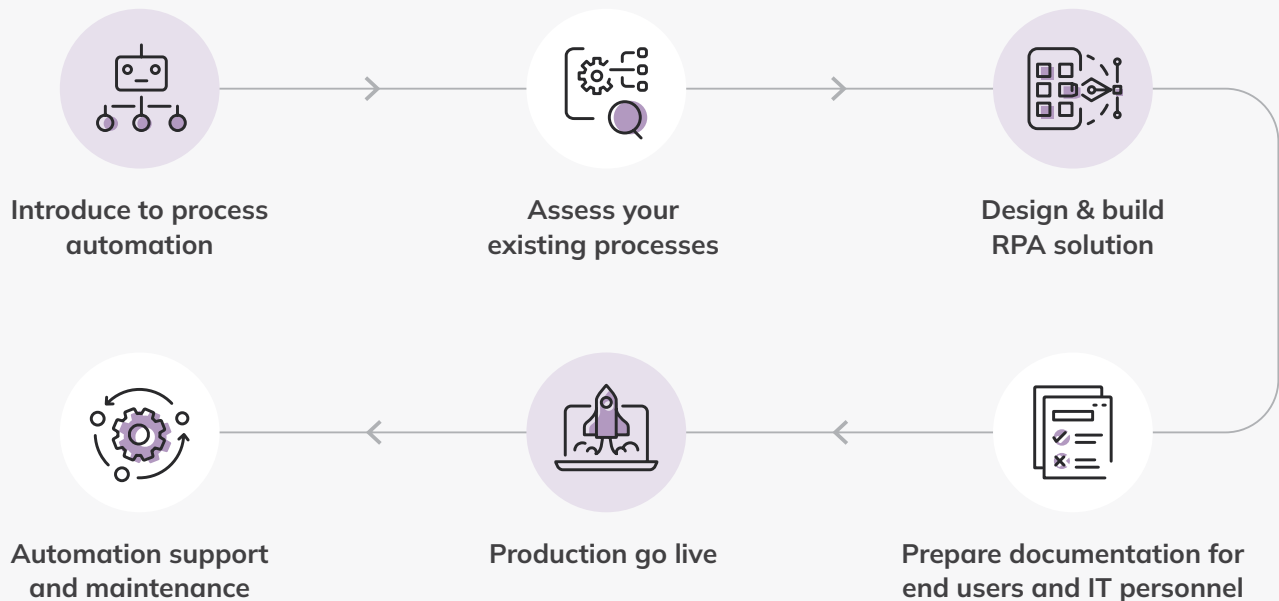 Introduce to process
automation
Assess your
existing processes
Design & build
RPA solution
Prepare documentation for
end users and IT personnel
Production go live
Automation support
and maintenance